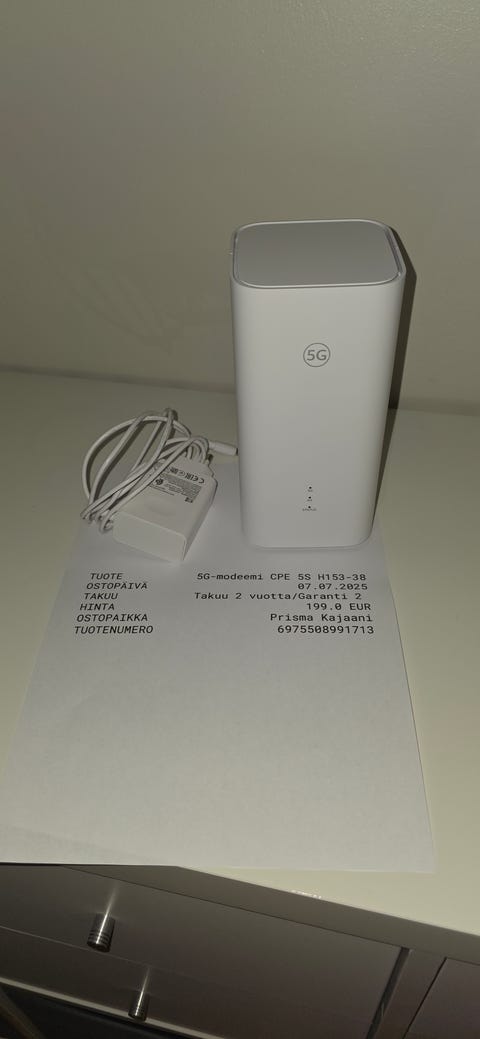 5G
TUOTE 5G-modeemi CPE 5S H153-38
OSTOPÄIVÄ 07.07.2025
TAKUU Takuu 2 vuotta/Garanti 2
HINTA 199.0 EUR
OSTOPAIKKA Prisma Kajaani
TUOTENUMERO 6975508991713